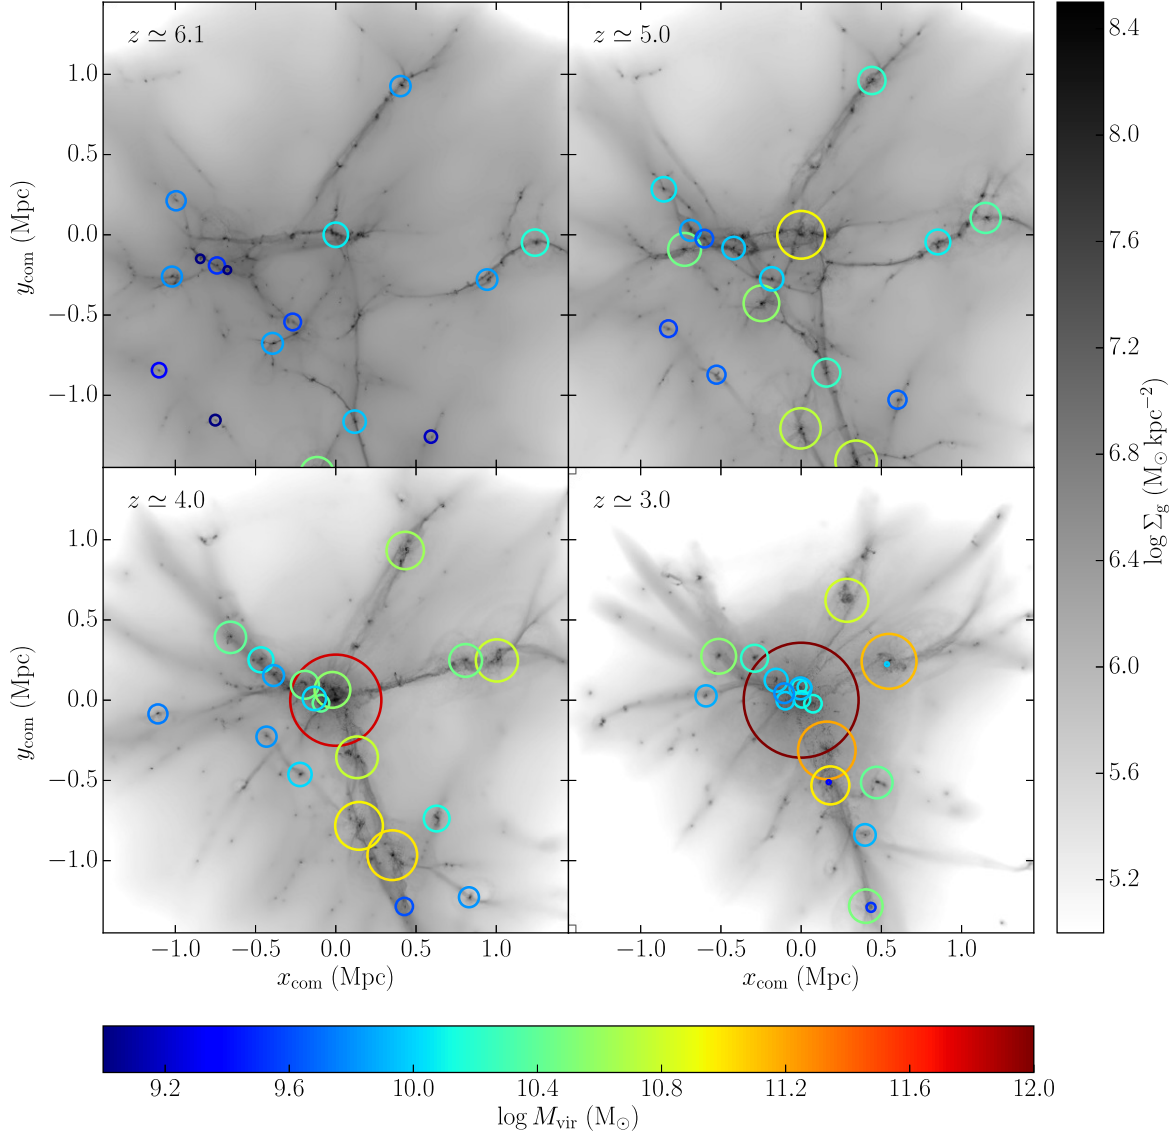 z ≃ 6.1
z ≃ 5.0
1.0
0.5
0.0
−0.5
−1.0
y_com (Mpc)
z ≃ 4.0
z ≃ 3.0
1.0
0.5
0.0
−0.5
−1.0
y_com (Mpc)
−1.0 −0.5 0.0 0.5 1.0
−1.0 −0.5 0.0 0.5 1.0
x_com (Mpc)
x_com (Mpc)
8.4
8.0
7.6
7.2
6.8
6.4
6.0
5.6
5.2
log Σ_g (M_⊙ kpc^−2)
9.2 9.6 10.0 10.4 10.8 11.2 11.6 12.0
log M_vir (M_⊙)